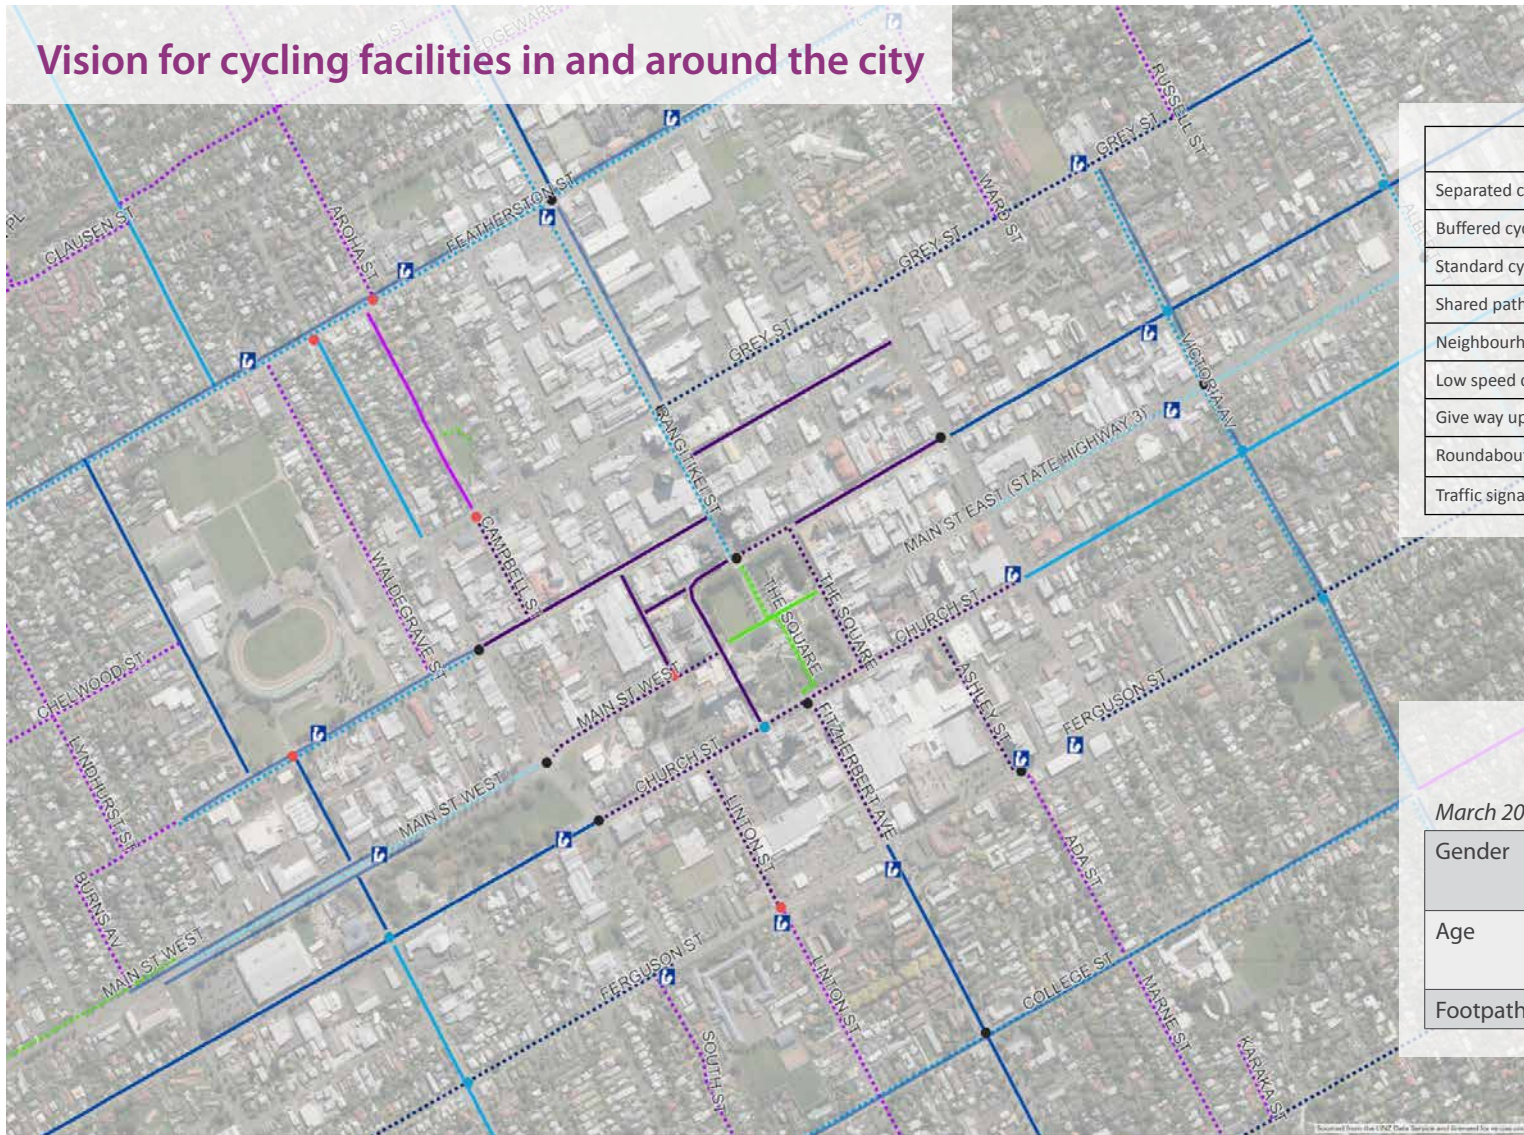 Vision for cycling facilities in and around the city
RUSSELL ST
GREY ST
Separated c
CLAUSEN ST
AROHA ST
FEATHERSTON ST
WARD ST
Buffered cyc
GREY ST
Standard cy
Shared path
GREY ST
VICTORIA AV
Neighbourh
Low speed c
RANGITIKEI ST
Give way up
MAIN ST EAST (STATE HIGHWAY 3)
Roundabou
Traffic signa
CAMPBELL ST
WALDEGRAVE ST
THE SQUARE
THE SQUARE
CHURCH ST
CHELWOOD ST
MAIN ST WEST
ASHLEY ST
FERGUSON ST
LYNDHURST ST
CHURCH ST
FITZHERBERT AVE
MAIN ST WEST
LINTON ST
March 20
Gender
ADA ST
BURNS AV
Age
MAIN ST WEST
FERGUSON ST
COLLEGE ST
LINTON ST
MARNE ST
Footpath
SOUTH ST
KARAKA ST